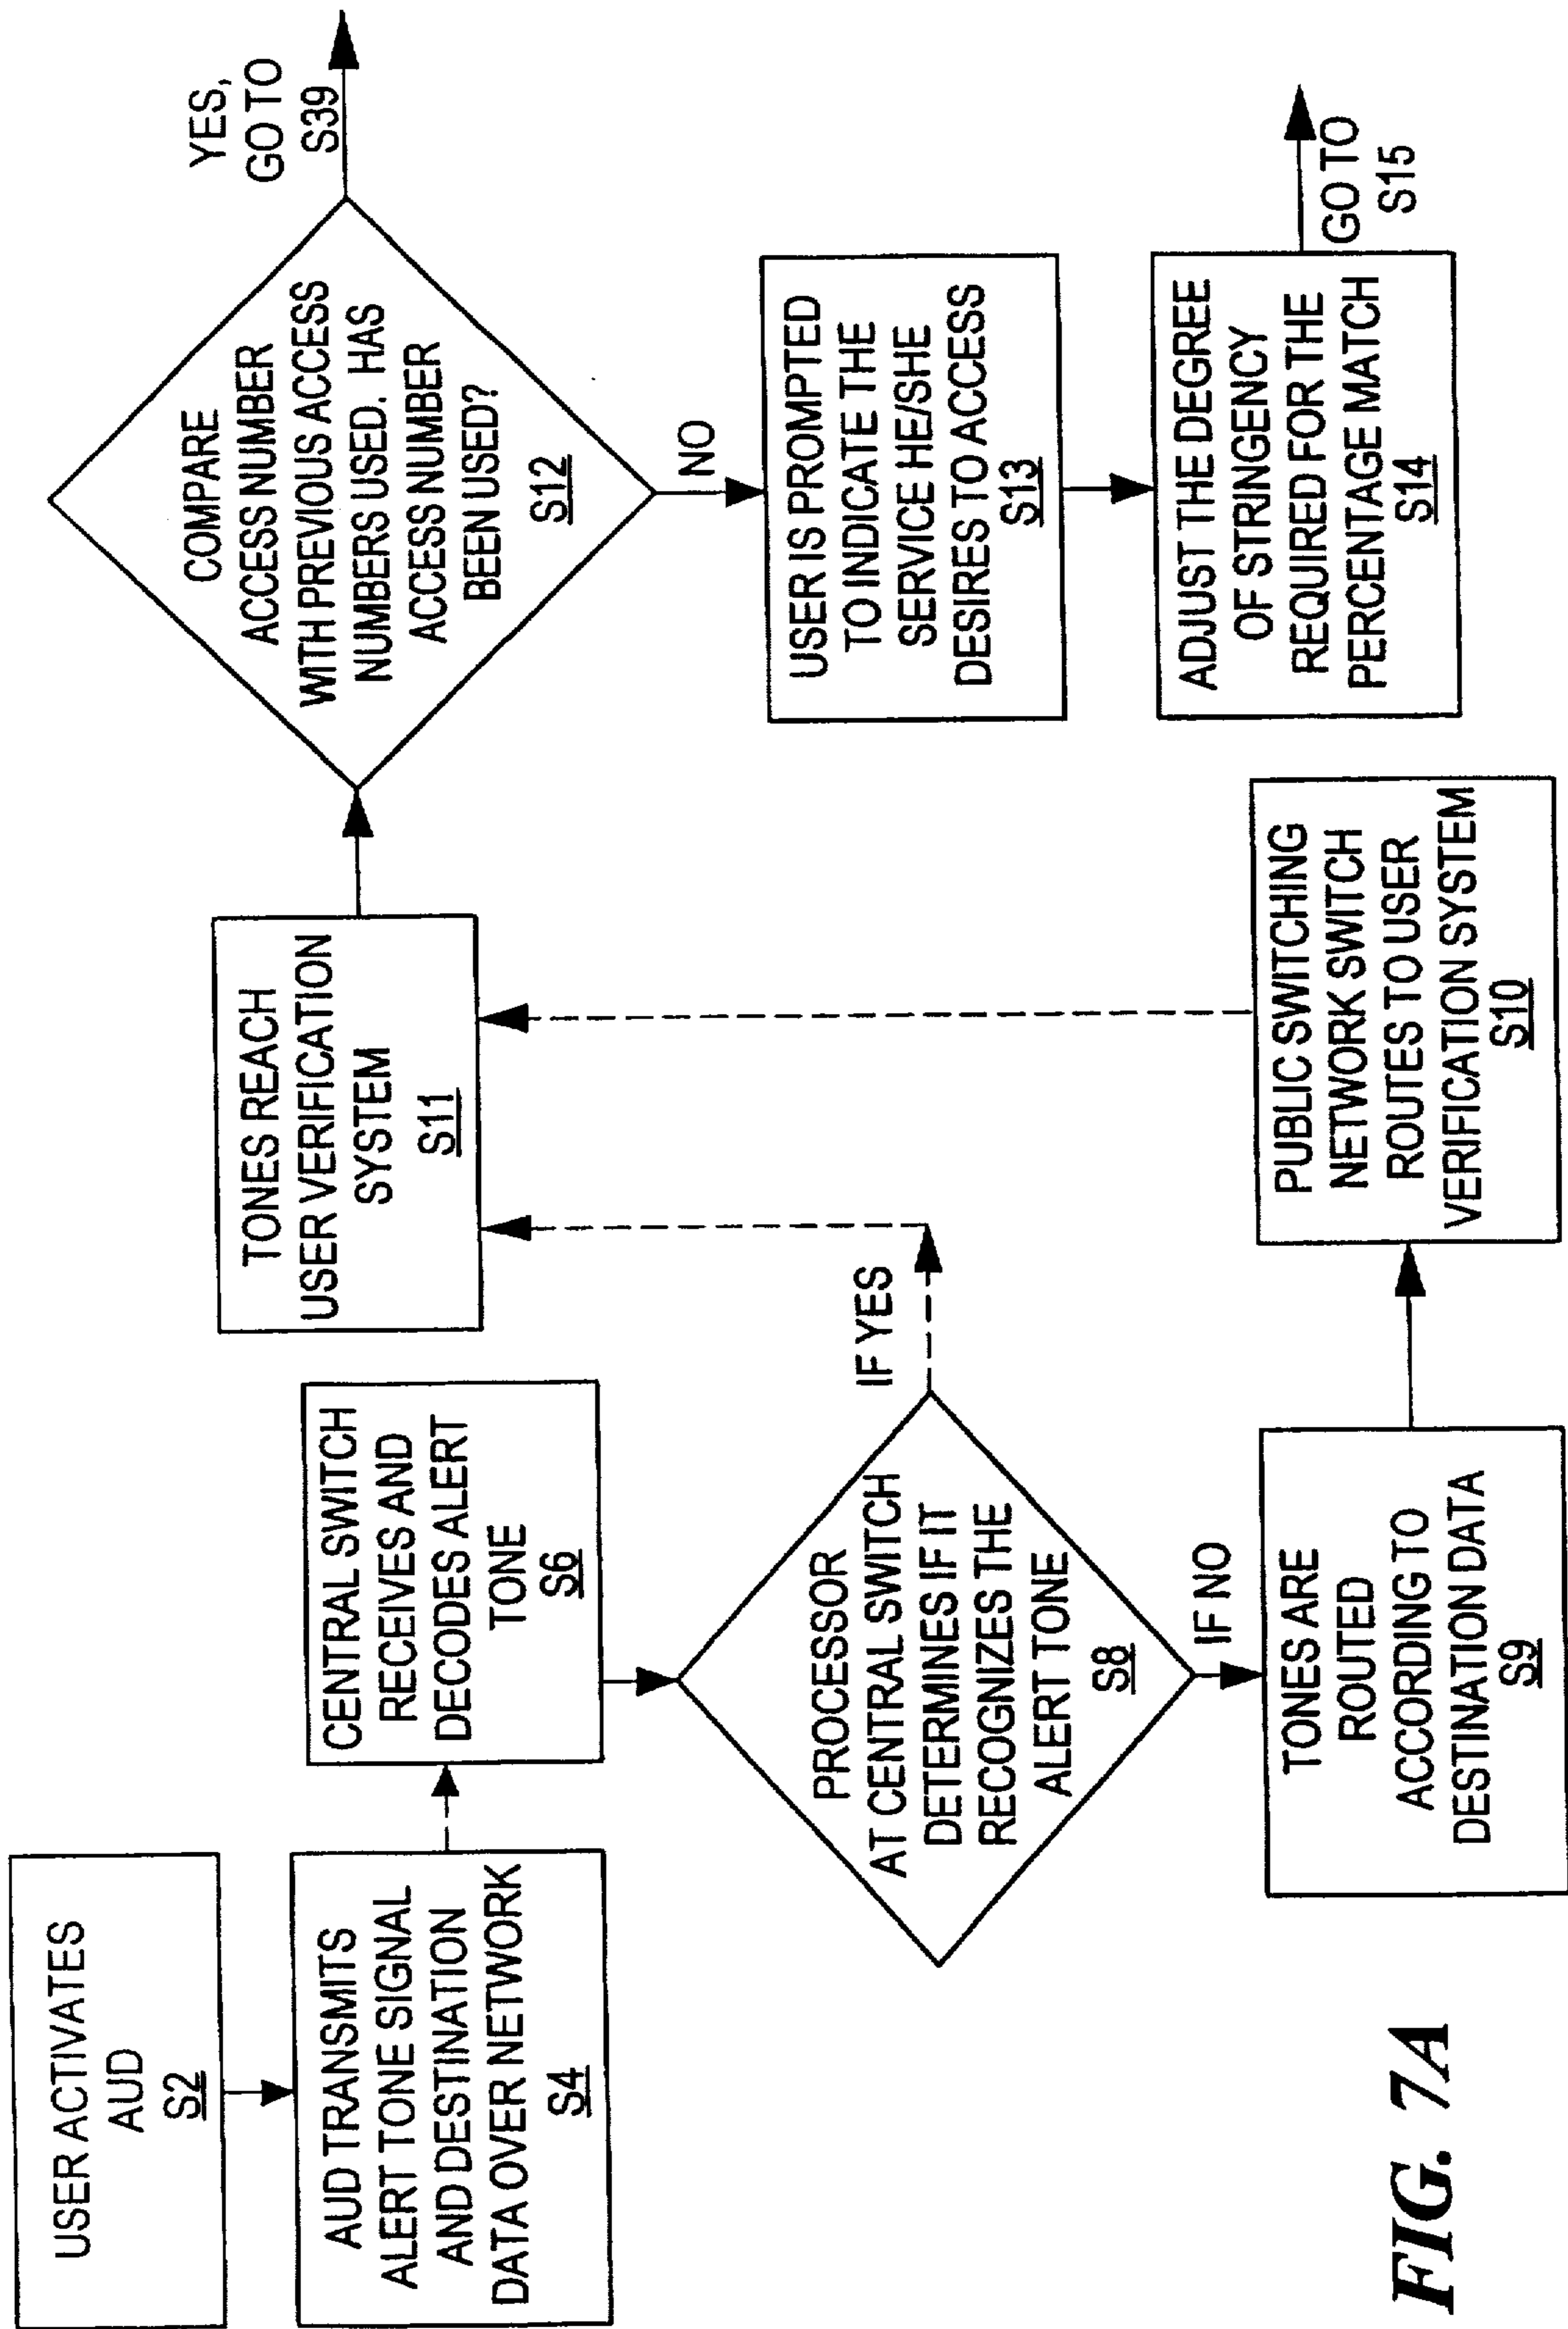 USER ACTIVATES
AUD
S2
AUD TRANSMITS
ALERT TONE SIGNAL
AND DESTINATION
DATA OVER NETWORK
S4
CENTRAL SWITCH
RECEIVES AND
DECODES ALERT
TONE
S6
PROCESSOR
AT CENTRAL SWITCH
DETERMINES IF IT
RECOGNIZES THE
ALERT TONE
S8
IF YES
IF NO
TONES ARE
ROUTED
ACCORDING TO
DESTINATION DATA
S9
PUBLIC SWITCHING
NETWORK SWITCH
ROUTES TO USER
VERIFICATION SYSTEM
S10
TONES REACH
USER VERIFICATION
SYSTEM
S11
COMPARE
ACCESS NUMBER
WITH PREVIOUS ACCESS
NUMBERS USED. HAS
ACCESS NUMBER
BEEN USED?
S12
YES,
GO TO
S39
NO
USER IS PROMPTED
TO INDICATE THE
SERVICE HE/SHE
DESIRES TO ACCESS
S13
ADJUST THE DEGREE
OF STRINGENCY
REQUIRED FOR THE
PERCENTAGE MATCH
S14
GO TO
S15
FIG. 7A